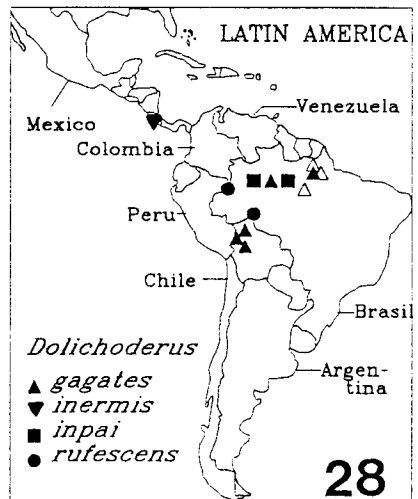 LATIN AMERICA
Venezuela
Mexico
Colombia
Peru
Chile
Brasil
Dolichoderus
Argen-
tina
▲ gagates
▼ inermis
■ inpai
● rufescens
28